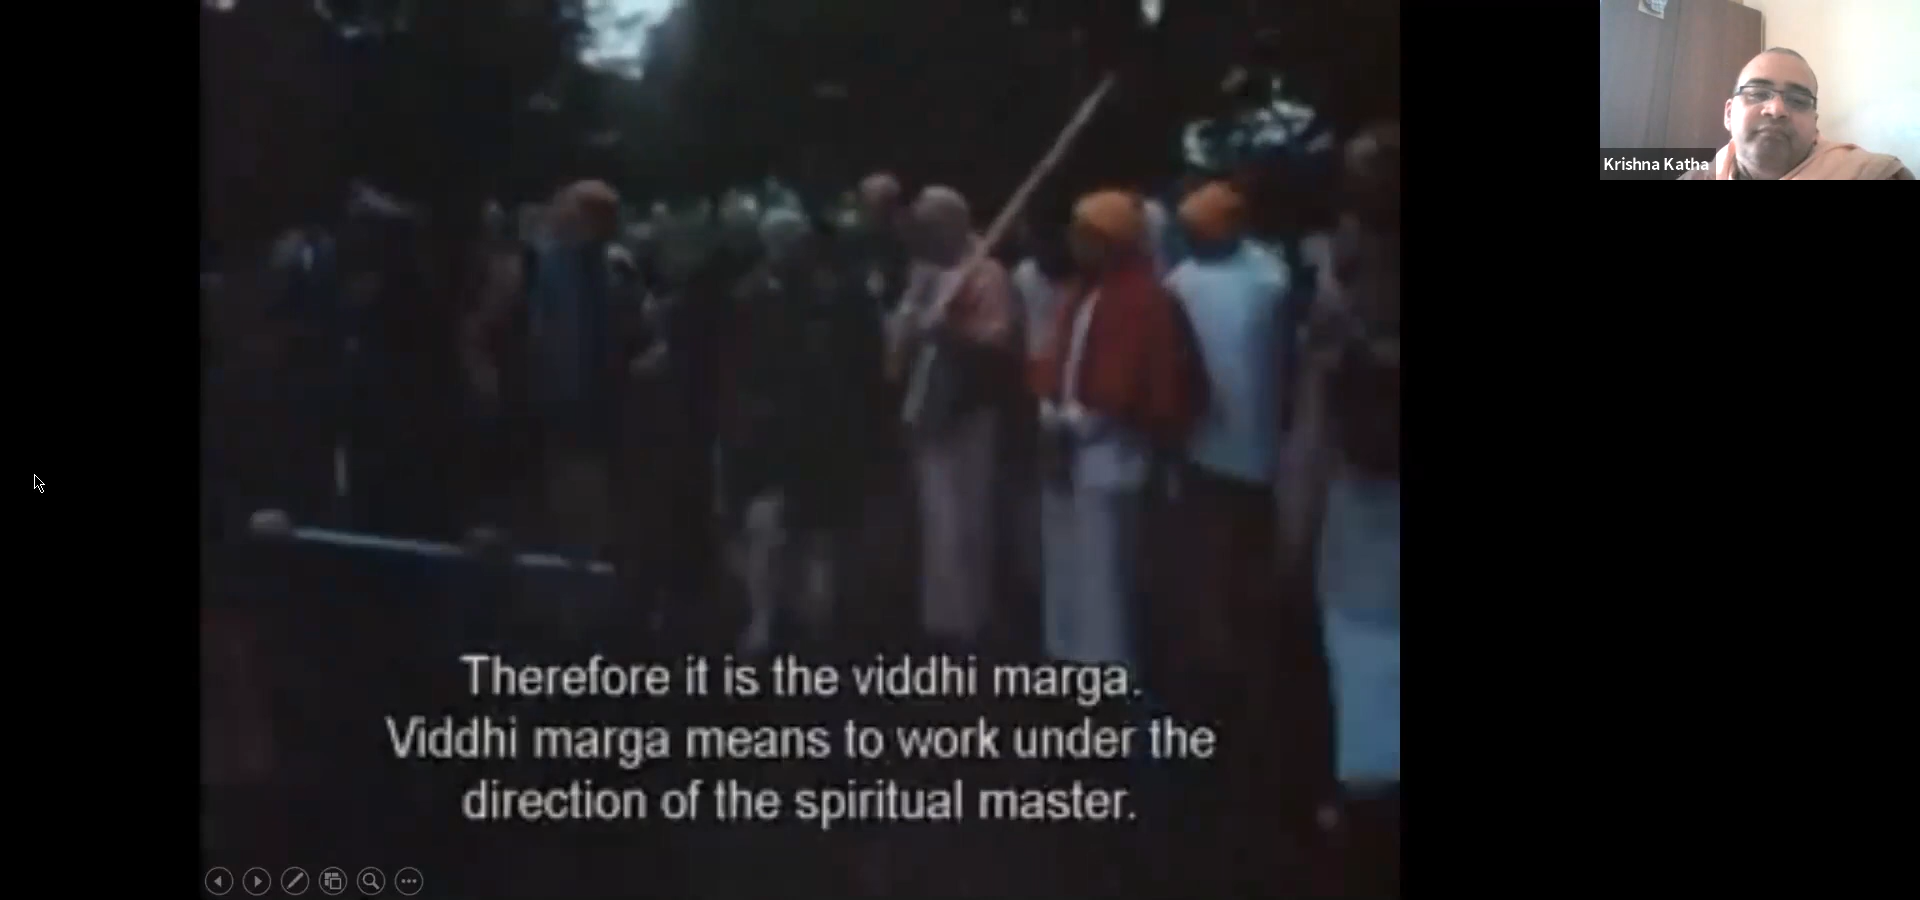 Krishna Katha
Therefore it is the viddhi marga.
Viddhi marga means to work under the
direction of the spiritual master.